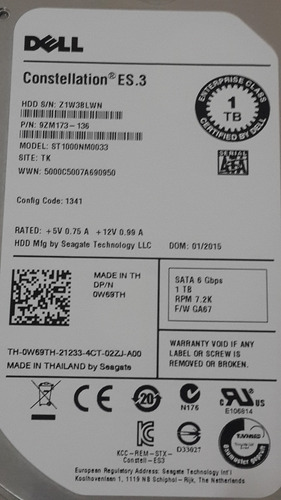 DELL
Constellation® ES.3
HDD S/N: Z1W38LWN
P/N: 9ZM173-136
MODEL: ST1000NM0033
SITE: TK
WWN: 5000C5007A690950
ENTERPRISE CLASS
1
TB
CERTIFIED BY DELL
SERIAL
ATA
Config Code: 1341
RATED: +5V 0.75 A +12V 0.99 A
HDD Mfg by Seagate Technology LLC
DOM: 01/2015
MADE IN TH
DP/N
0W69TH
SATA 6 Gbps
1 TB
RPM 7.2K
F/W GA67
TH-0W69TH-21233-4CT-02ZJ-A00
MADE IN THAILAND by Seagate
WARRANTY VOID IF ANY
LABEL OR SCREW IS
REMOVED OR BROKEN.
CE
20
N176
c RU US
E106814
KCC-REM-STX-
Constell-ES3
D33027
European Regulatory Address: Seagate Technology Int'l
Koolhovenlaan 1, 1119 NB Schiphol - Rijk, The Netherlands